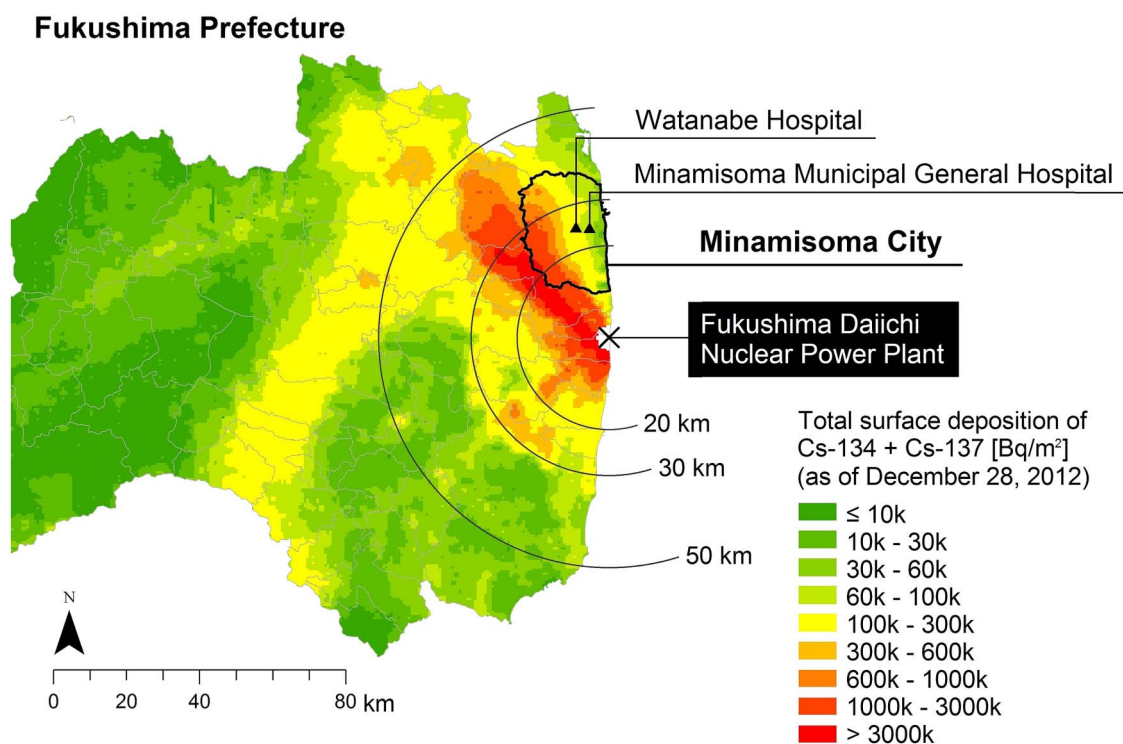 Fukushima Prefecture
Watanabe Hospital
Minamisoma Municipal General Hospital
Minamisoma City
Fukushima Daiichi
Nuclear Power Plant
20 km
30 km
50 km
Total surface deposition of
Cs-134 + Cs-137 [Bq/m²]
(as of December 28, 2012)
≤ 10k
10k - 30k
30k - 60k
60k - 100k
100k - 300k
300k - 600k
600k - 1000k
1000k - 3000k
> 3000k
N
0 20 40 80 km